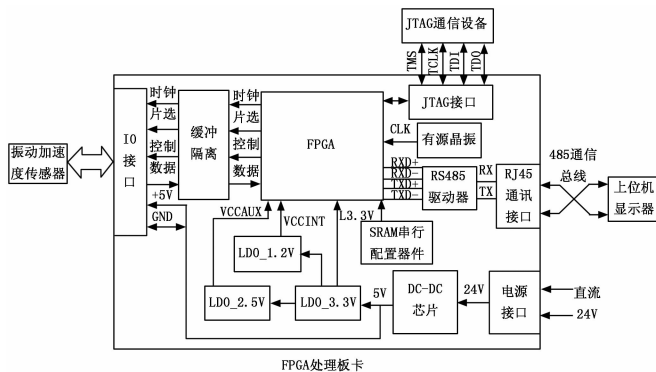 JTAG通信设备
TMS
TCLK
TDI
TDO
JTAG接口
时钟
片选
控制
数据
+5V
GND
IO接口
缓冲
隔离
时钟
片选
控制
数据
FPGA
CLK
有源晶振
振动加速
度传感器
RXD+
RXD-
TXD+
TXD-
RS485
驱动器
RX
TX
RJ45
通讯
接口
485通信
总线
上位机
显示器
VCCAUX
VCCINT
L3.3V
SRAM串行
配置器件
LDO_1.2V
LDO_2.5V
LDO_3.3V
5V
DC-DC
芯片
24V
电源
接口
直流
24V
FPGA处理板卡